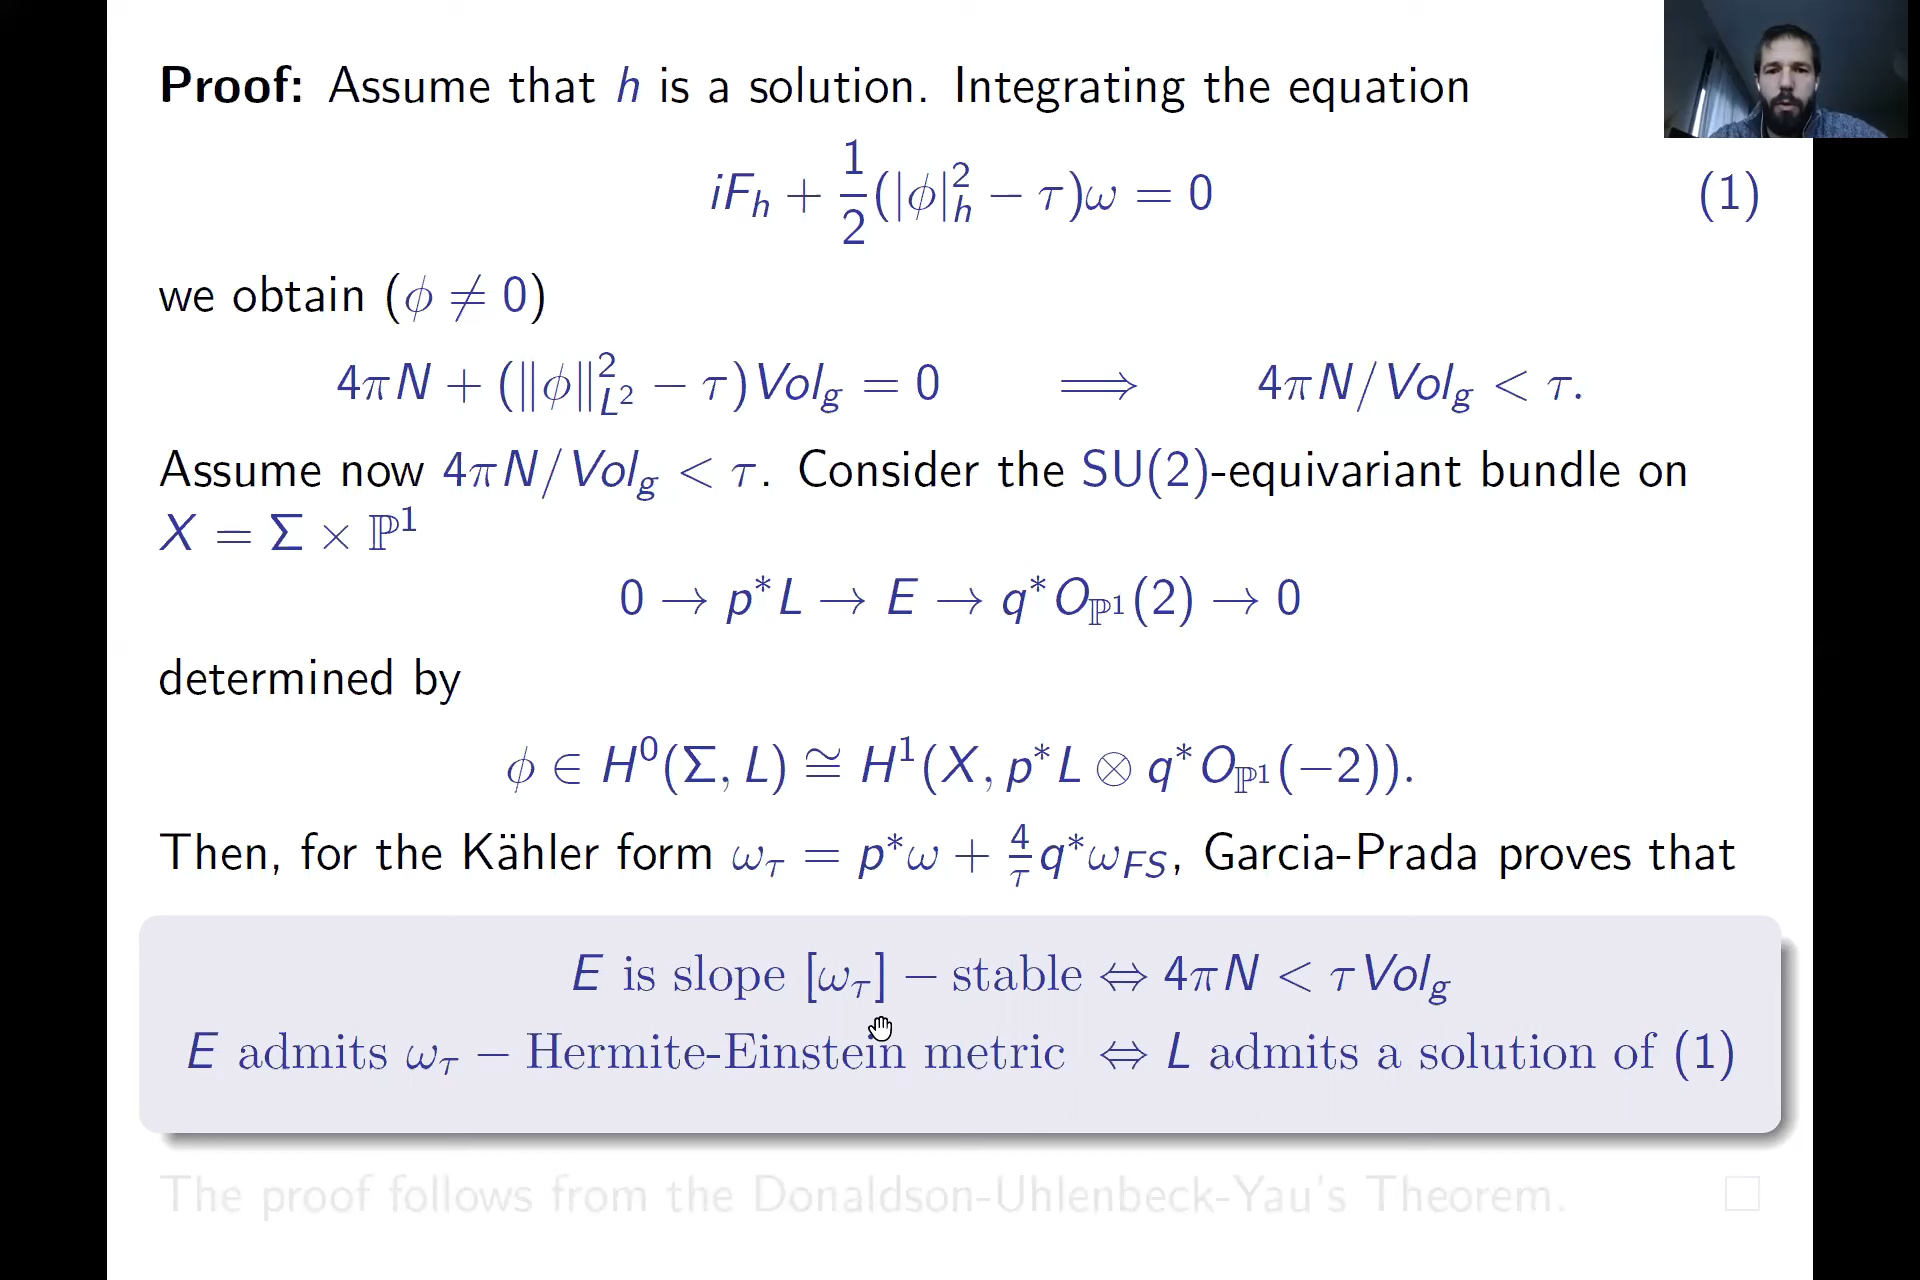 Proof: Assume that h is a solution. Integrating the equation
iF_h + \frac{1}{2}(|ϕ|_h^2 − τ)ω = 0 (1)
we obtain (ϕ ≠ 0)
4πN + (‖ϕ‖_{L^2}^2 − τ)Vol_g = 0 ⟹ 4πN/Vol_g < τ.
Assume now 4πN/Vol_g < τ. Consider the SU(2)-equivariant bundle on
X = Σ × ℙ^1
0 → p^*L → E → q^*O_{ℙ^1}(2) → 0
determined by
ϕ ∈ H^0(Σ, L) ≅ H^1(X, p^*L ⊗ q^*O_{ℙ^1}(−2)).
Then, for the Kähler form ω_τ = p^*ω + \frac{4}{τ}q^*ω_{FS}, Garcia-Prada proves that
E is slope [ω_τ] − stable ⇔ 4πN < τVol_g
E admits ω_τ − Hermite-Einstein metric ⇔ L admits a solution of (1)
The proof follows from the Donaldson-Uhlenbeck-Yau's Theorem. □